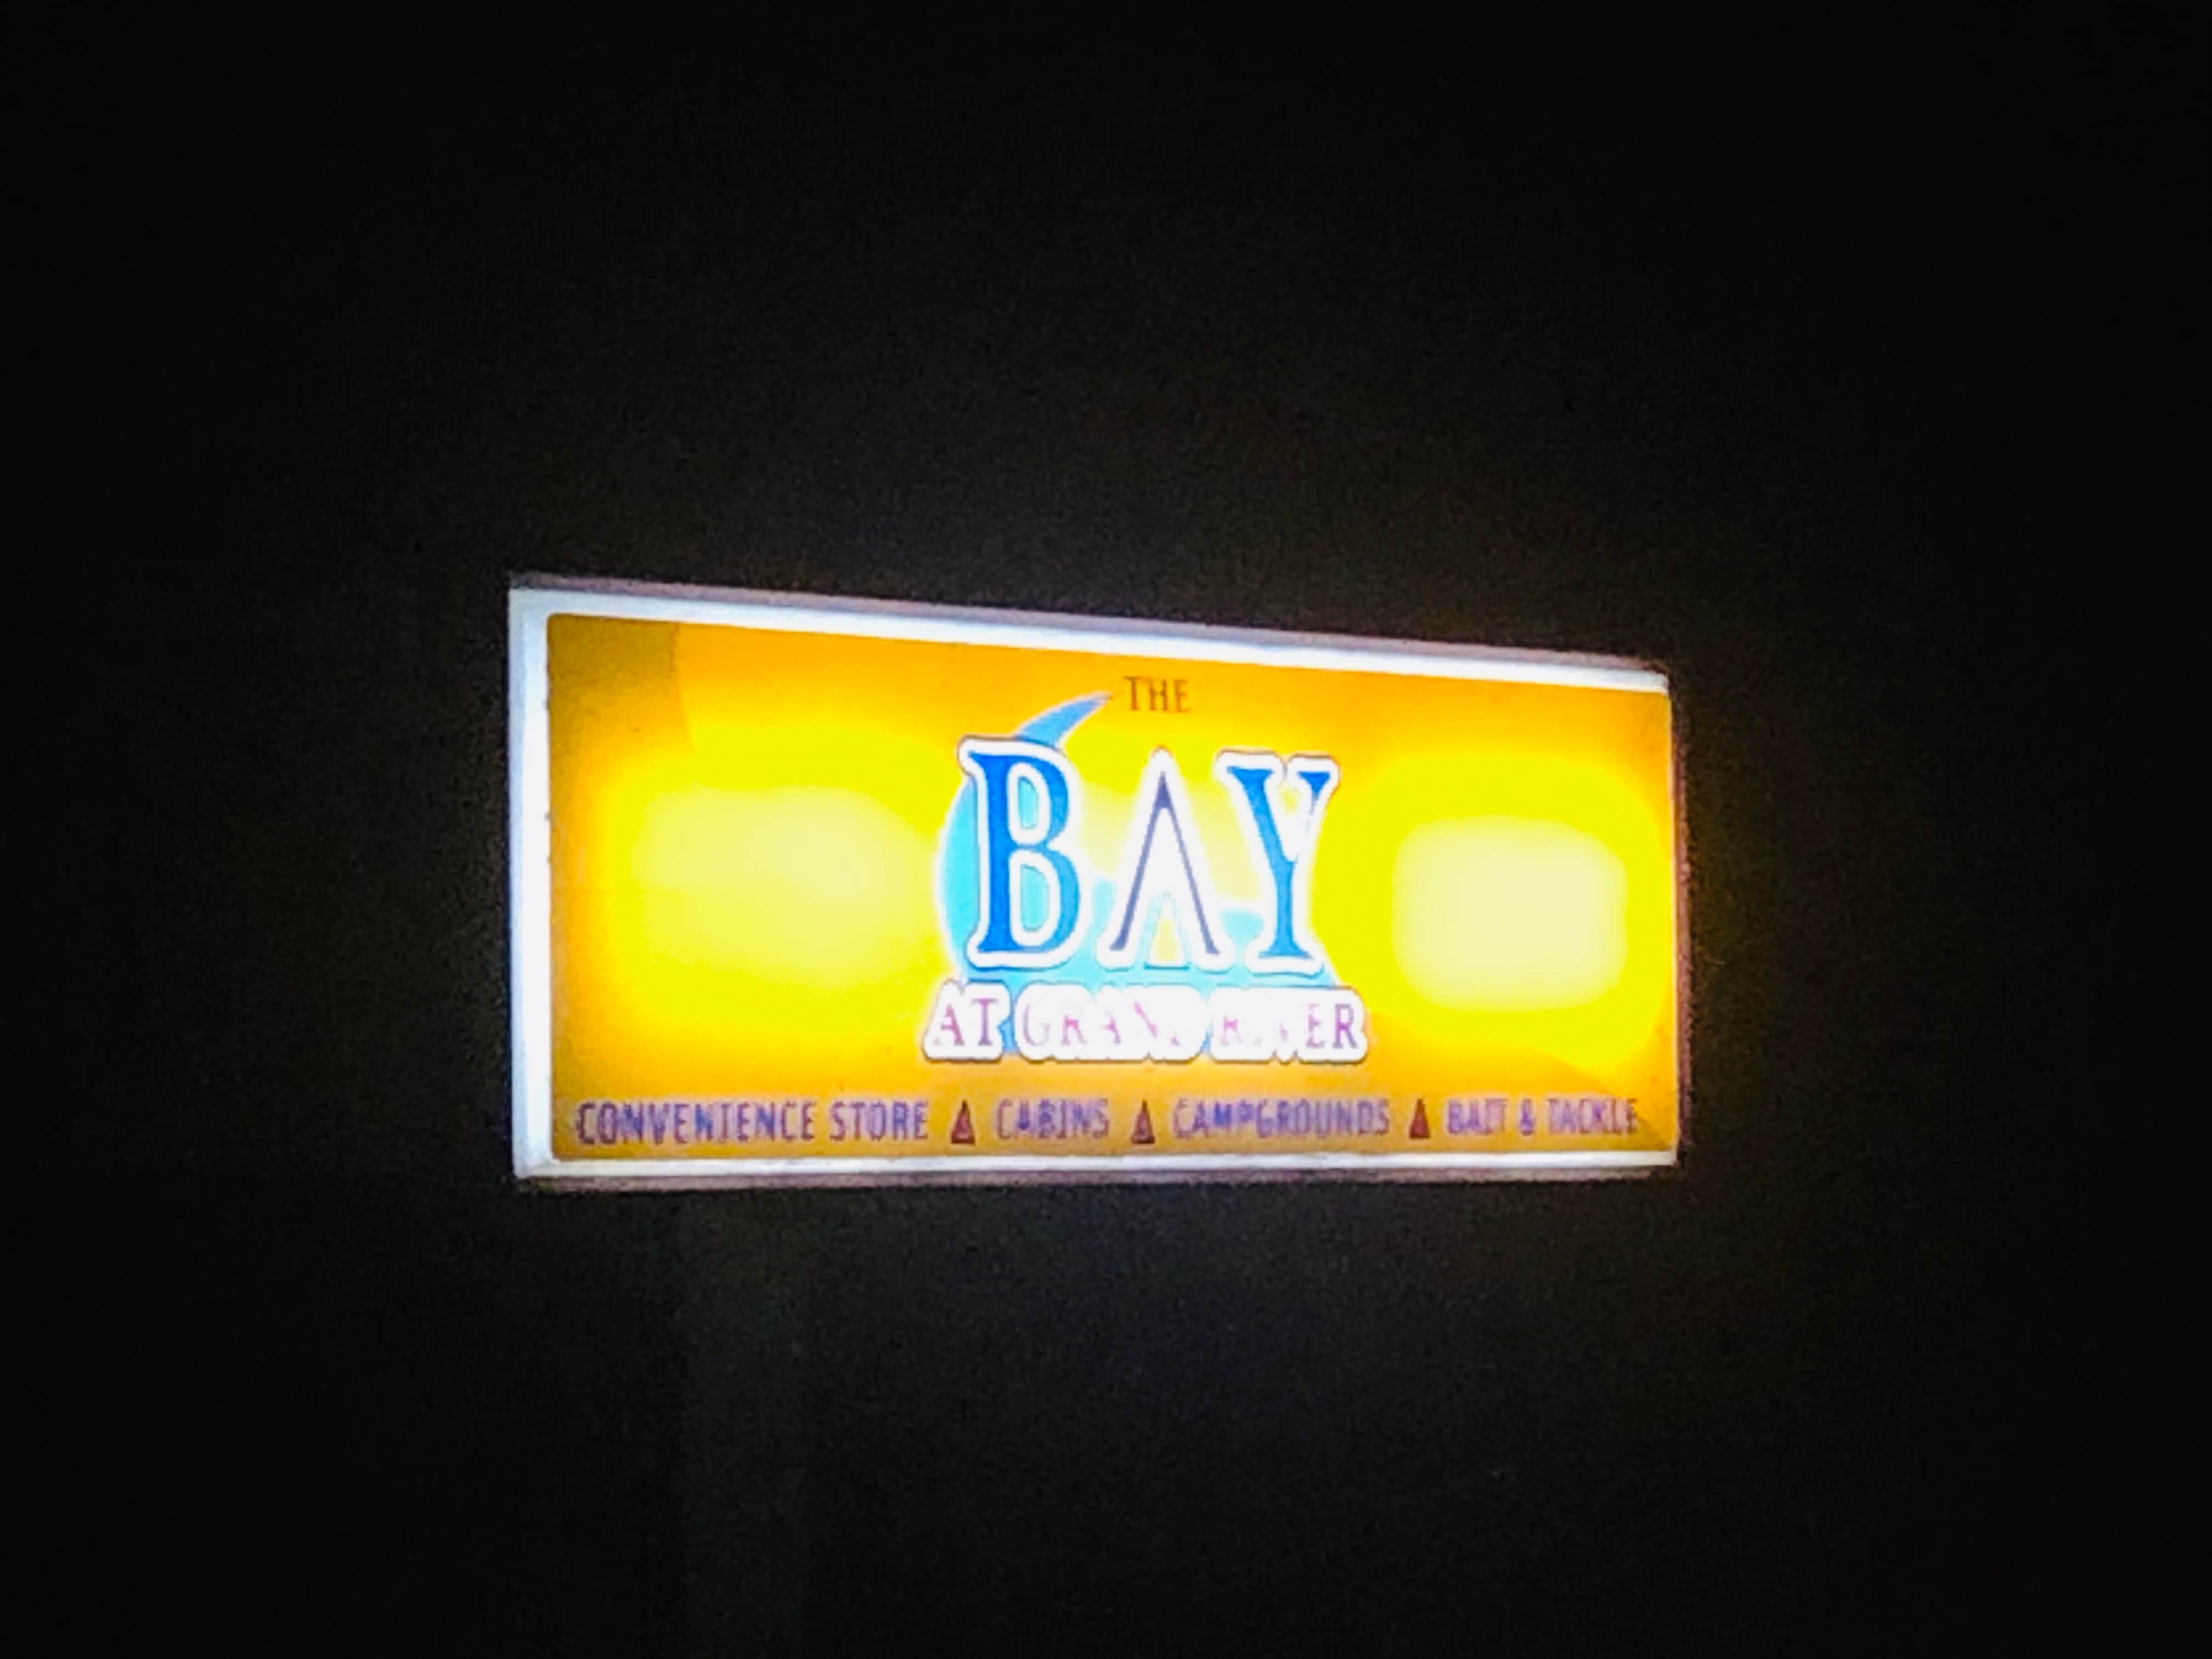 THE
BAY
AT GRAND RIVER
CONVENIENCE STORE CABINS CAMPGROUNDS BAIT & TACKLE